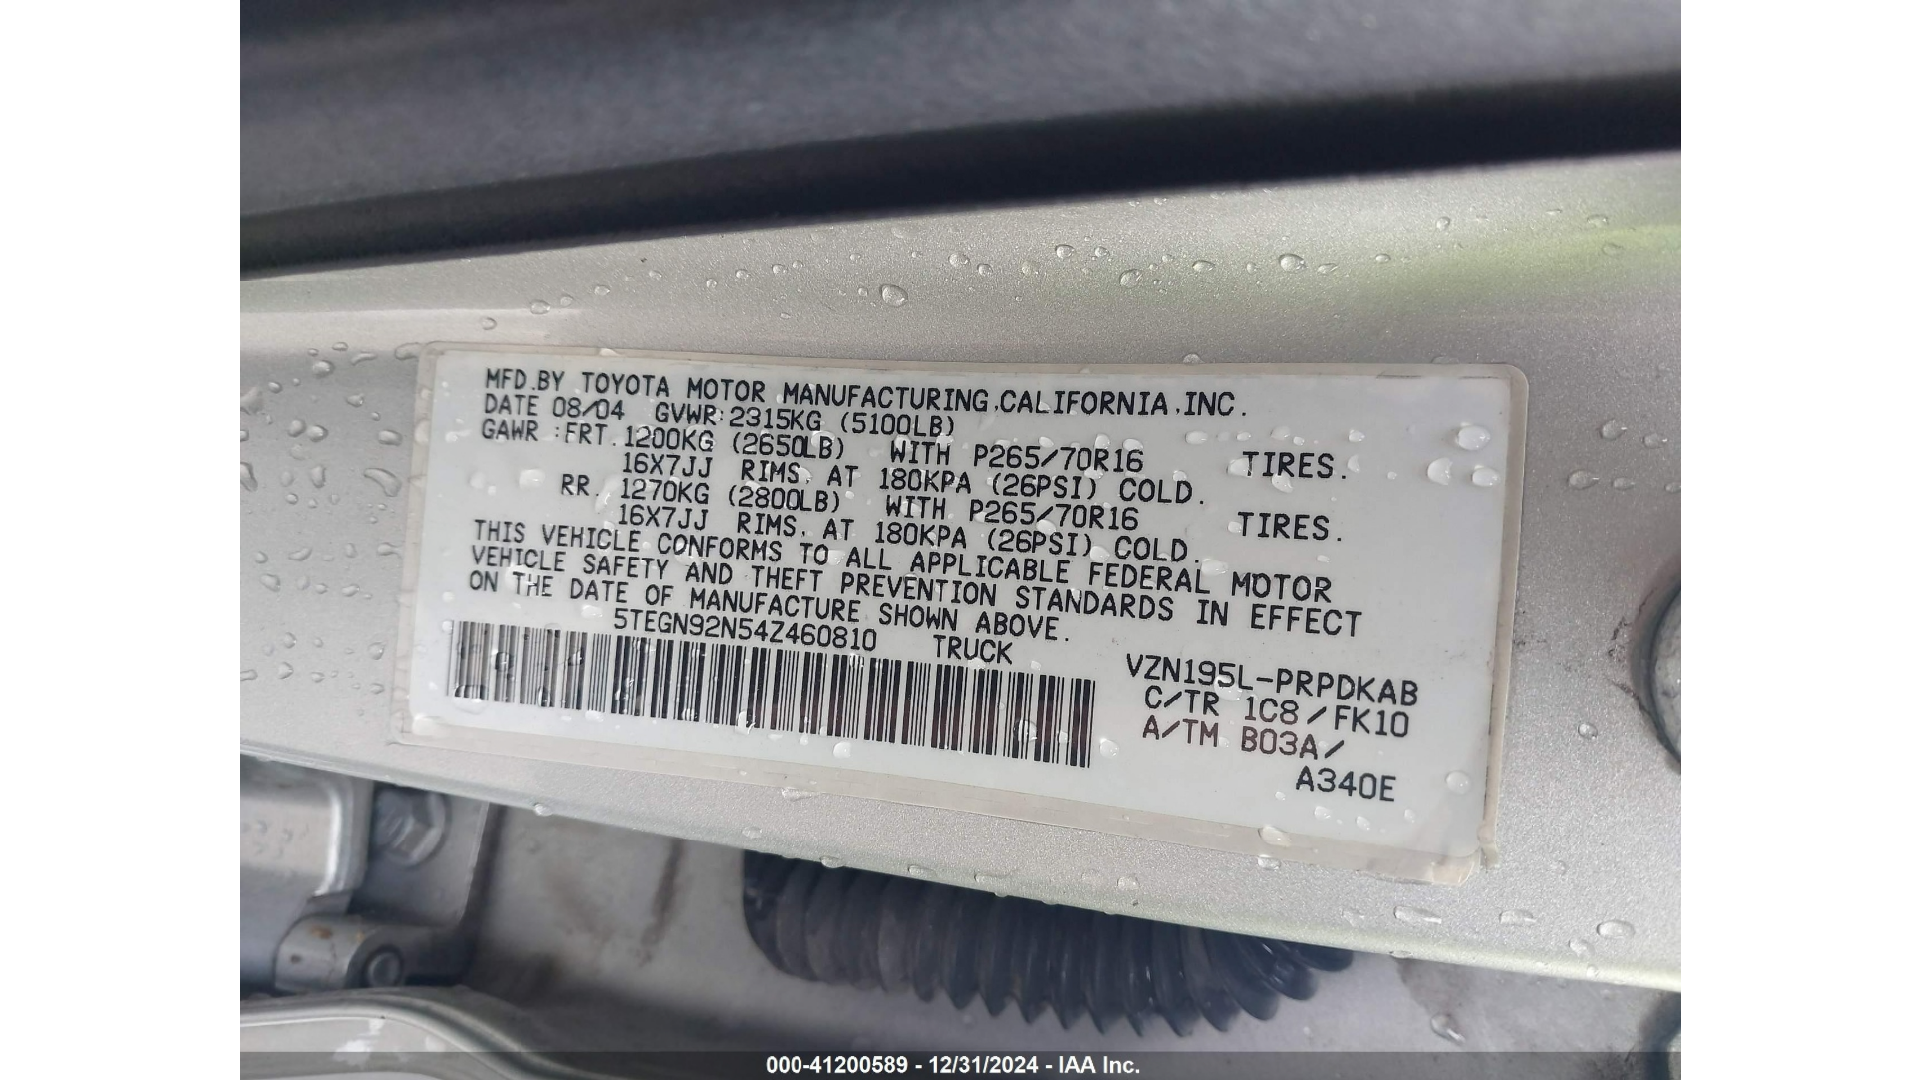 MFD.BY TOYOTA MOTOR MANUFACTURING,CALIFORNIA,INC.
DATE 08/04 GVWR:2315KG (5100LB)
GAWR :FRT. 1200KG (2650LB) WITH P265/70R16 TIRES.
16X7JJ RIMS, AT 180KPA (26PSI) COLD.
RR. 1270KG (2800LB) WITH P265/70R16 TIRES.
16X7JJ RIMS, AT 180KPA (26PSI) COLD.
THIS VEHICLE CONFORMS TO ALL APPLICABLE FEDERAL MOTOR
VEHICLE SAFETY AND THEFT PREVENTION STANDARDS IN EFFECT
ON THE DATE OF MANUFACTURE SHOWN ABOVE.
5TEGN92N54Z460810 TRUCK
VZN195L-PRPDKAB
C/TR 1C8/FK10
A/TM B03A/
A340E
000-41200589 - 12/31/2024 - IAA Inc.